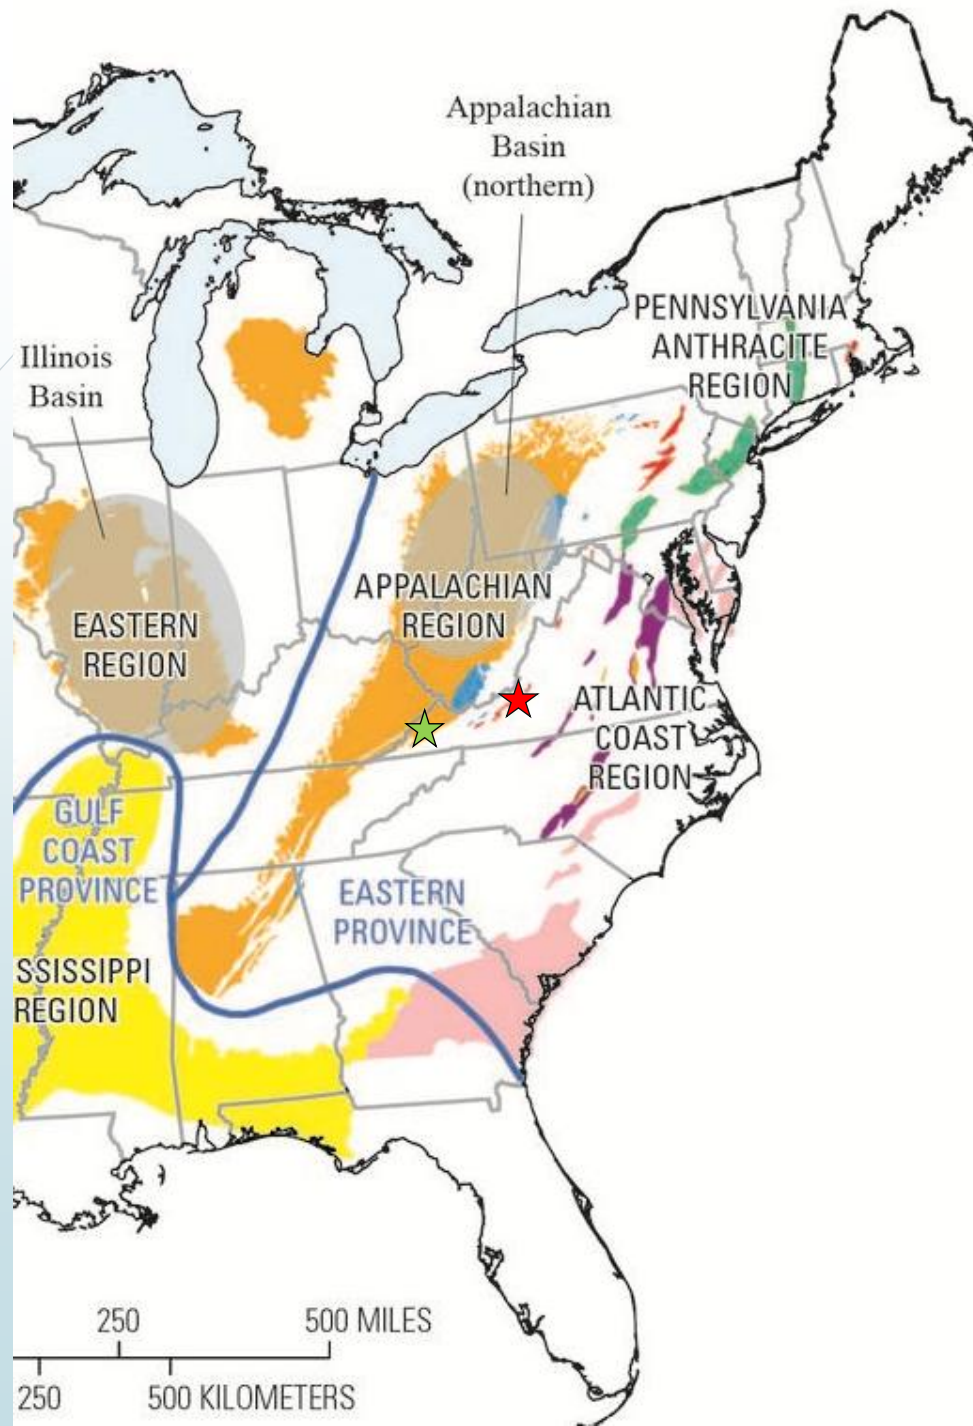 Appalachian
Basin
(northern)
PENNSYLVANIA
ANTHRACITE
REGION
Illinois
Basin
APPALACHIAN
REGION
EASTERN
REGION
ATLANTIC
COAST
REGION
GULF
COAST
PROVINCE
EASTERN
PROVINCE
SSISSIPPI
REGION
250
500 MILES
250
500 KILOMETERS